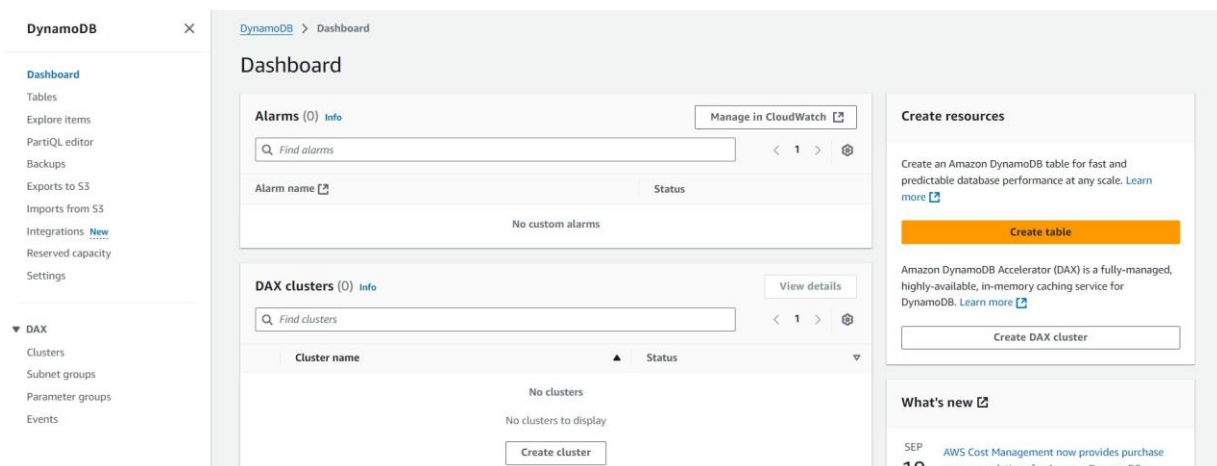 DynamoDB
Dashboard
Tables
Explore items
PartiQL editor
Backups
Exports to S3
Imports from S3
Integrations New
Reserved capacity
Settings
DAX
Clusters
Subnet groups
Parameter groups
Events
DynamoDB > Dashboard
Dashboard
Alarms (0) Info
Manage in CloudWatch
Find alarms
1
Alarm name
Status
No custom alarms
DAX clusters (0) Info
View details
Find clusters
1
Cluster name
Status
No clusters
No clusters to display
Create cluster
Create resources
Create an Amazon DynamoDB table for fast and
predictable database performance at any scale. Learn
more
Create table
Amazon DynamoDB Accelerator (DAX) is a fully-managed,
highly-available, in-memory caching service for
DynamoDB. Learn more
Create DAX cluster
What's new
SEP
AWS Cost Management now provides purchase